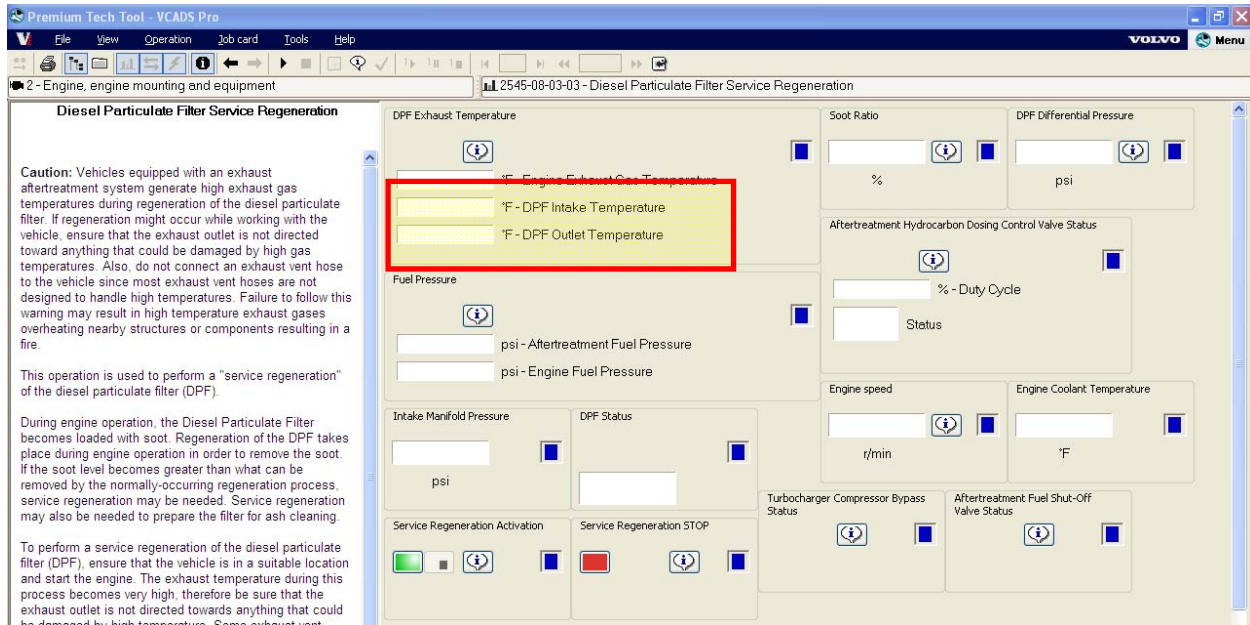 Premium Tech Tool - VCADS Pro
File View Operation Job card Tools Help
VOLVO Menu
2 - Engine, engine mounting and equipment
2545-08-03-03 - Diesel Particulate Filter Service Regeneration
Diesel Particulate Filter Service Regeneration
Caution: Vehicles equipped with an exhaust
aftertreatment system generate high exhaust gas
temperatures during regeneration of the diesel particulate
filter. If regeneration might occur while working with the
vehicle, ensure that the exhaust outlet is not directed
toward anything that could be damaged by high gas
temperatures. Also, do not connect an exhaust vent hose
to the vehicle since most exhaust vent hoses are not
designed to handle high temperatures. Failure to follow this
warning may result in high temperature exhaust gases
overheating nearby structures or components resulting in a
fire.
This operation is used to perform a "service regeneration"
of the diesel particulate filter (DPF).
During engine operation, the Diesel Particulate Filter
becomes loaded with soot. Regeneration of the DPF takes
place during engine operation in order to remove the soot.
If the soot level becomes greater than what can be
removed by the normally-occurring regeneration process,
service regeneration may be needed. Service regeneration
may also be needed to prepare the filter for ash cleaning.
To perform a service regeneration of the diesel particulate
filter (DPF), ensure that the vehicle is in a suitable location
and start the engine. The exhaust temperature during this
process becomes very high, therefore be sure that the
exhaust outlet is not directed towards anything that could
be damaged by high temperature. Some exhaust vent
DPF Exhaust Temperature
°F - Engine Exhaust Gas Temperature
°F - DPF Intake Temperature
°F - DPF Outlet Temperature
Soot Ratio
%
DPF Differential Pressure
psi
Aftertreatment Hydrocarbon Dosing Control Valve Status
% - Duty Cycle
Status
Fuel Pressure
psi - Aftertreatment Fuel Pressure
psi - Engine Fuel Pressure
Engine speed
r/min
Engine Coolant Temperature
°F
Intake Manifold Pressure
psi
DPF Status
Turbocharger Compressor Bypass
Status
Aftertreatment Fuel Shut-Off
Valve Status
Service Regeneration Activation
Service Regeneration STOP